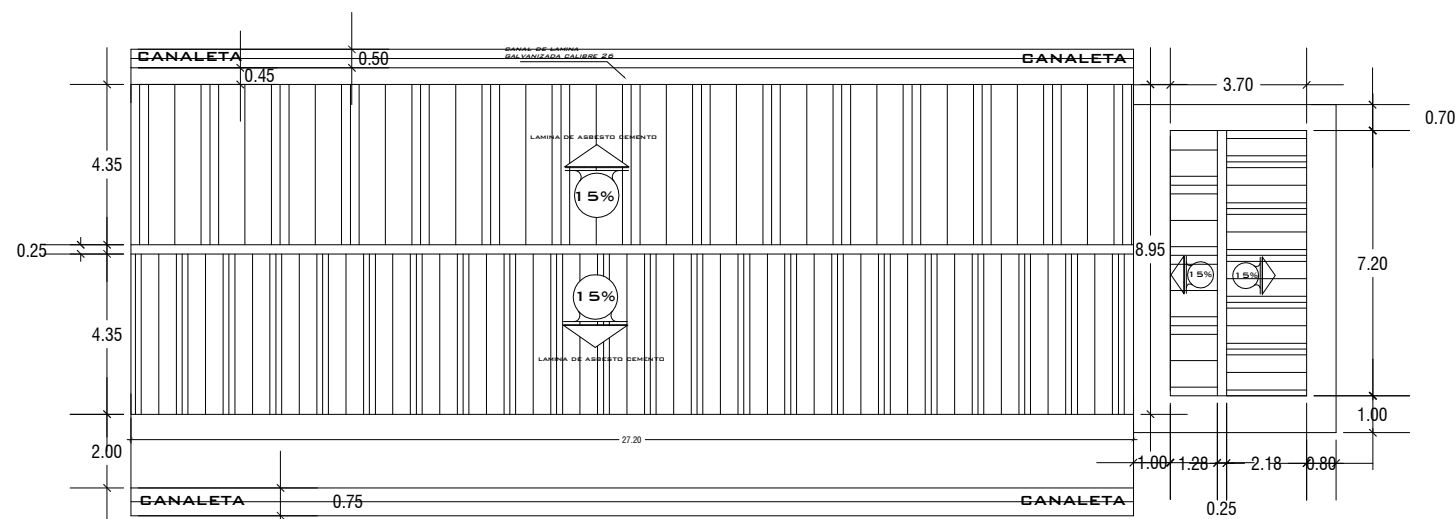 CANALETA
0.50
CANAL DE LAMINA
GALVANIZADA CALIBRE 26
CANALETA
0.45
3.70
0.70
LAMINA DE ASBESTO CEMENTO
4.35
15%
0.25
8.95
7.20
15%
15%
15%
4.35
LAMINA DE ASBESTO CEMENTO
1.00
27.20
2.00
1.00
1.28
2.18
0.80
CANALETA
0.75
CANALETA
0.25